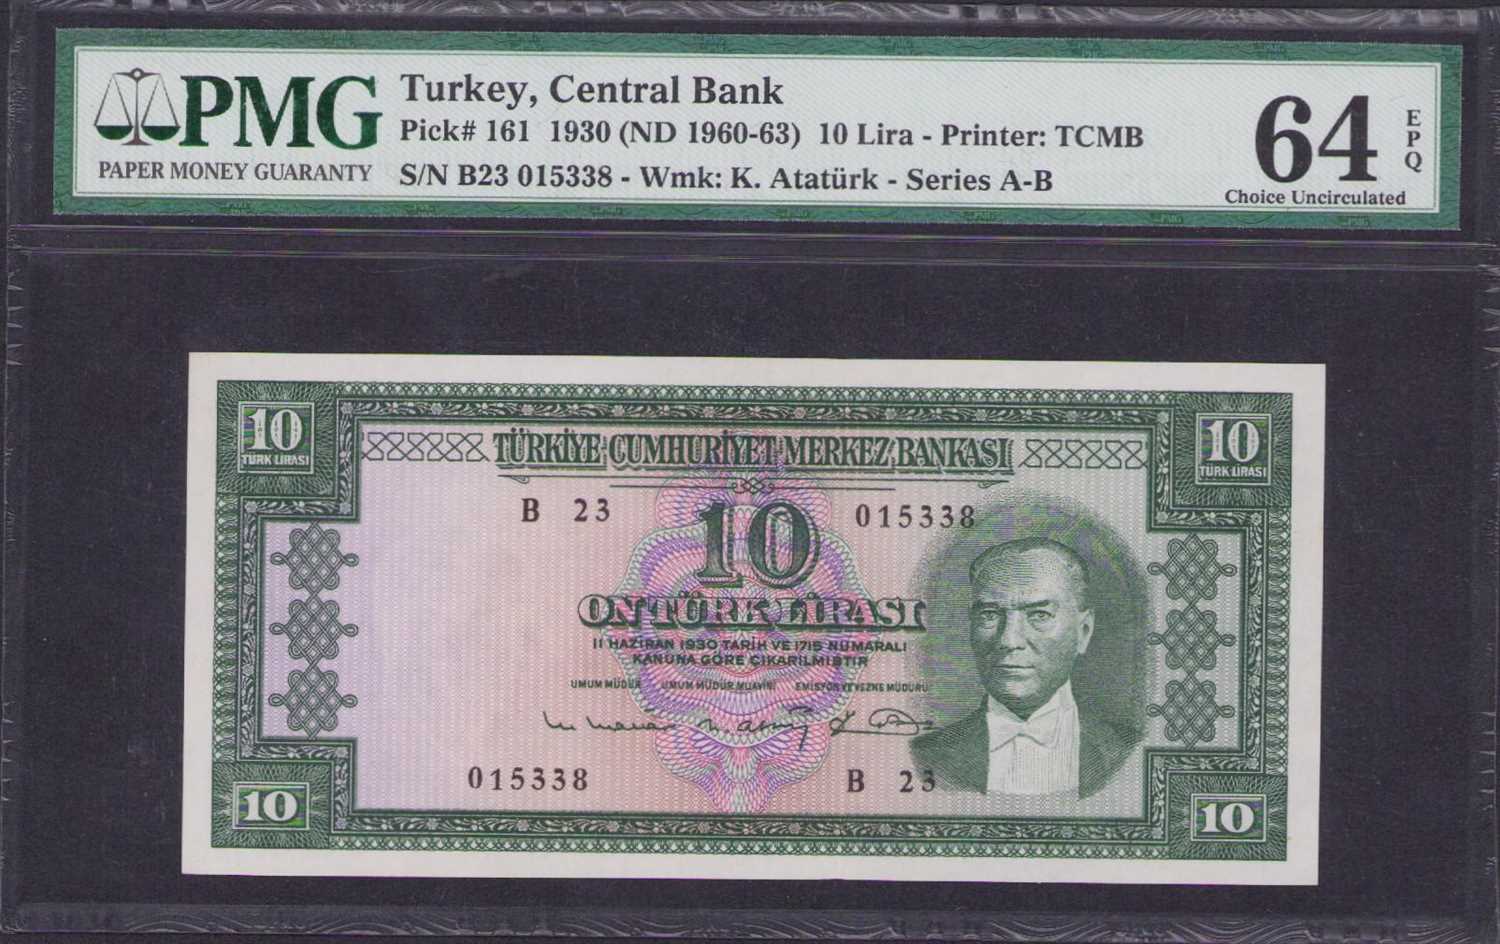 PMG
PAPER MONEY GUARANTY
Turkey, Central Bank
Pick# 161 1930 (ND 1960-63) 10 Lira - Printer: TCMB
S/N B23 015338 - Wmk: K. Atatürk - Series A-B
64
EPQ
Choice Uncirculated
10
TÜRK LİRASI
TÜRKİYE CUMHURİYET MERKEZ BANKASI
10
TÜRK LİRASI
B 23
015338
10
ON TÜRK LİRASI
11 HAZİRAN 1930 TARİH VE 1715 NUMARALI
KANUNA GÖRE ÇIKARILMIŞTIR
UMUM MÜDÜR UMUM MÜDÜR MUAVİNİ EMİSYON VE VEZNE MÜDÜRÜ
015338
B 23
10
10